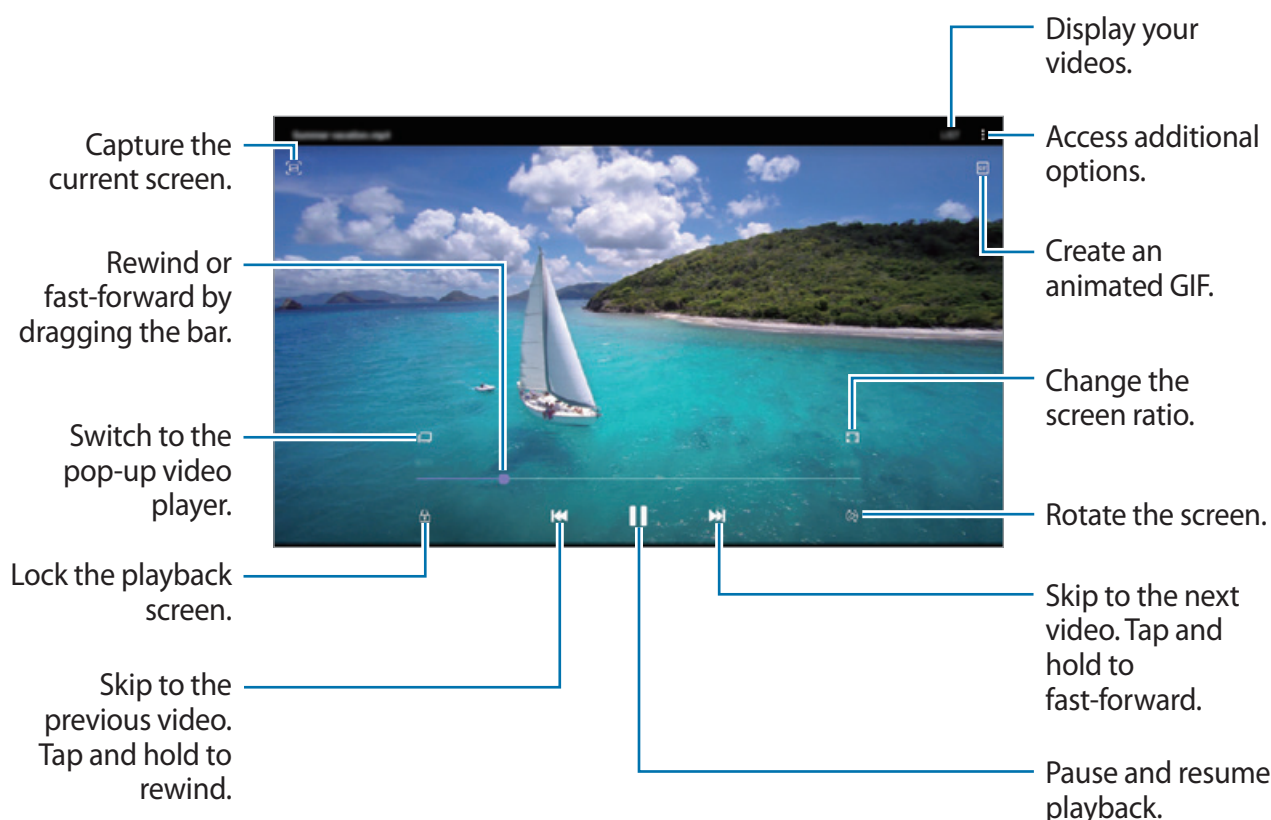 Display your
videos.
Capture the
current screen.
Access additional
options.
Rewind or
fast-forward by
dragging the bar.
Create an
animated GIF.
Switch to the
pop-up video
player.
Change the
screen ratio.
Lock the playback
screen.
Rotate the screen.
Skip to the
previous video.
Tap and hold to
rewind.
Skip to the next
video. Tap and
hold to
fast-forward.
Pause and resume
playback.